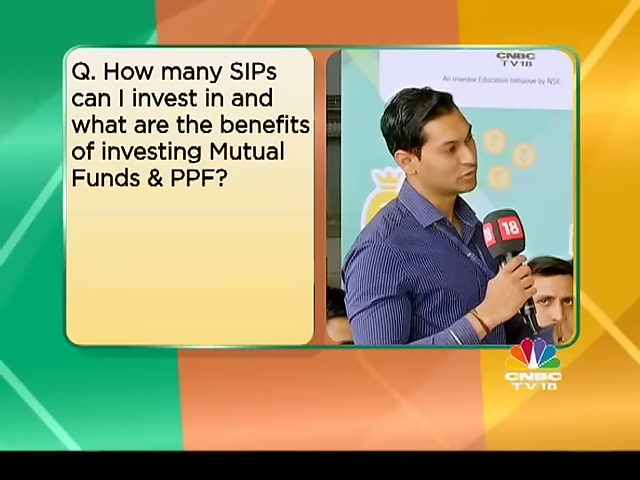 Q. How many SIPs
can I invest in and
what are the benefits
of investing Mutual
Funds & PPF?
CNBC
TV18
An Investor Education Initiative by NSE
18
18
CNBC
TV18